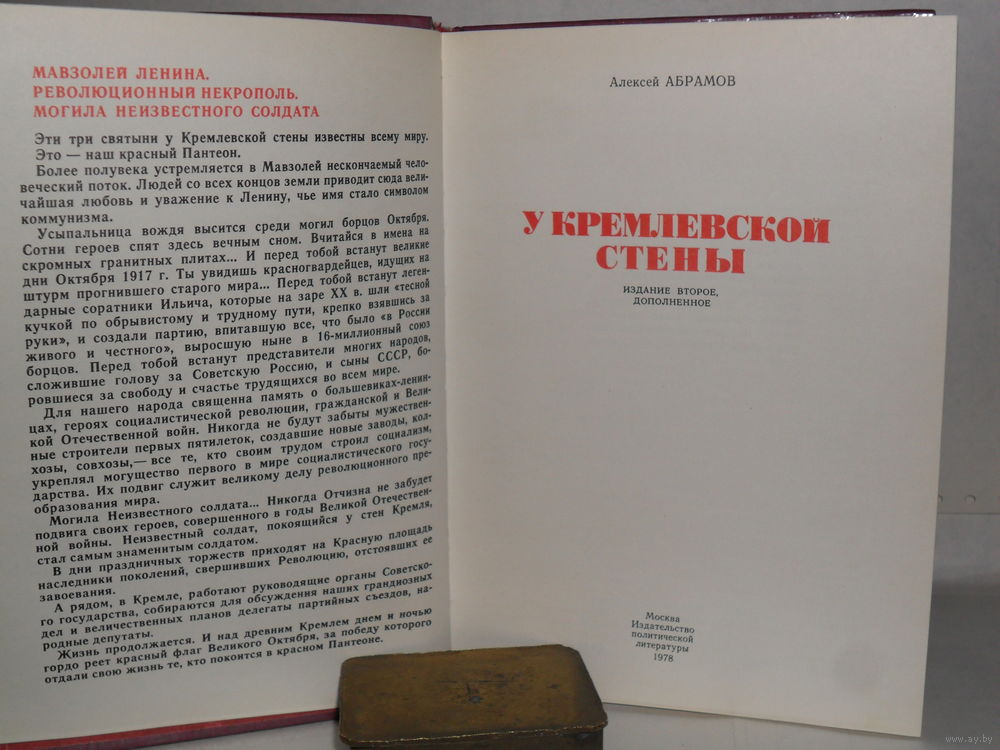 МАВЗОЛЕЙ ЛЕНИНА.
РЕВОЛЮЦИОННЫЙ НЕКРОПОЛЬ.
МОГИЛА НЕИЗВЕСТНОГО СОЛДАТА
Эти три святыни у Кремлевской стены известны всему миру.
Это — наш красный Пантеон.
Более полувека устремляется в Мавзолей нескончаемый чело-
веческий поток. Людей со всех концов земли приводит сюда вели-
чайшая любовь и уважение к Ленину, чье имя стало символом
коммунизма.
Усыпальница вождя высится среди могил борцов Октября.
Сотни героев спят здесь вечным сном. Вчитайся в имена на
скромных гранитных плитах... И перед тобой встанут великие
дни Октября 1917 г. Ты увидишь красногвардейцев, идущих на
штурм прогнившего старого мира... Перед тобой встанут леген-
дарные соратники Ильича, которые на заре XX в. шли «тесной
кучкой по обрывистому и трудному пути, крепко взявшись за
руки», и создали партию, впитавшую все, что было «в России
живого и честного», выросшую ныне в 16-миллионный союз
борцов. Перед тобой встанут представители многих народов,
сложившие голову за Советскую Россию, и сыны СССР, бо-
ровшиеся за свободу и счастье трудящихся во всем мире.
Для нашего народа священна память о большевиках-ленин-
цах, героях социалистической революции, гражданской и Вели-
кой Отечественной войн. Никогда не будут забыты мужествен-
ные строители первых пятилеток, создавшие новые заводы, кол-
хозы, совхозы,— все те, кто своим трудом строил социализм,
укреплял могущество первого в мире социалистического госу-
дарства. Их подвиг служит великому делу революционного пре-
образования мира.
Могила Неизвестного солдата... Никогда Отчизна не забудет
подвига своих героев, совершенного в годы Великой Отечествен-
ной войны. Неизвестный солдат, покоящийся у стен Кремля,
стал самым знаменитым солдатом.
В дни праздничных торжеств приходят на Красную площадь
наследники поколений, свершивших Революцию, отстоявших ее
завоевания.
А рядом, в Кремле, работают руководящие органы Советско-
го государства, собираются для обсуждения наших грандиозных
дел и величественных планов делегаты партийных съездов, на-
родные депутаты.
Жизнь продолжается. И над древним Кремлем днем и ночью
гордо реет красный флаг Великого Октября, за победу которого
отдали свою жизнь те, кто покоится в красном Пантеоне.
Алексей АБРАМОВ
У КРЕМЛЕВСКОЙ
СТЕНЫ
ИЗДАНИЕ ВТОРОЕ,
ДОПОЛНЕННОЕ
Москва
Издательство
политической
литературы
1978
www.ay.by